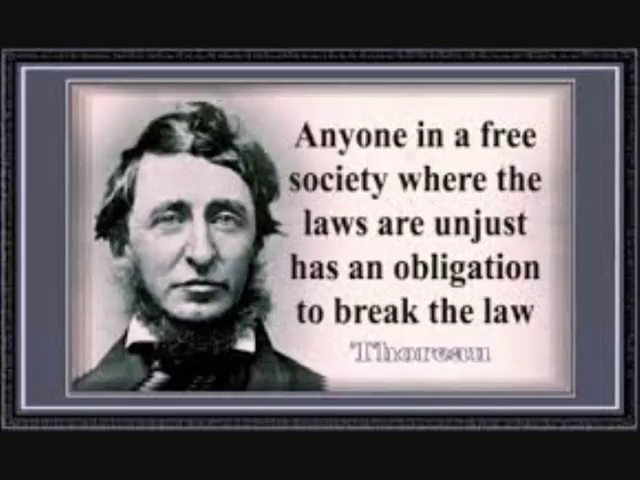 Anyone in a free
society where the
laws are unjust
has an obligation
to break the law
Thoreau